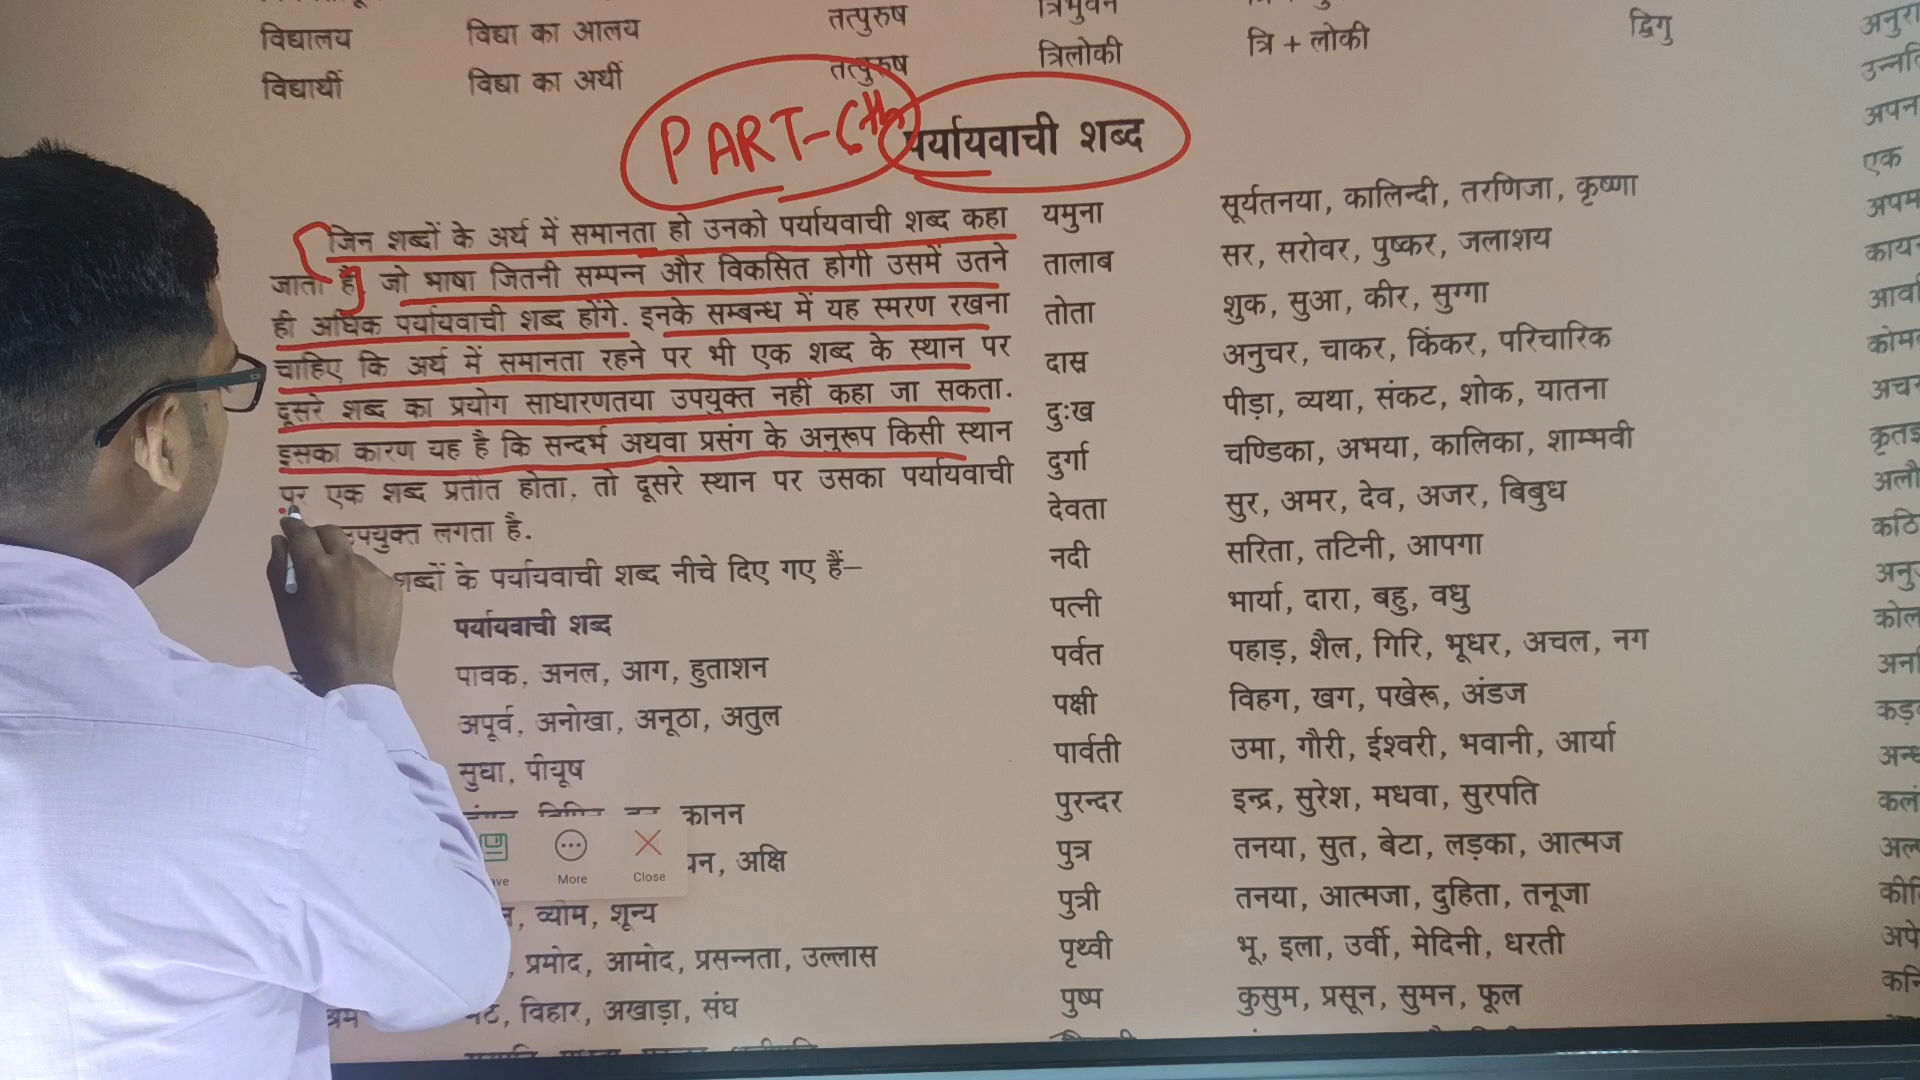 विद्यालय विद्या का आलय तत्पुरुष त्रिभुवन
विद्यार्थी विद्या का अर्थी तत्पुरुष त्रिलोकी त्रि + लोकी द्विगु
PART-6th पर्यायवाची शब्द
जिन शब्दों के अर्थ में समानता हो उनको पर्यायवाची शब्द कहा
जाता है. जो भाषा जितनी सम्पन्न और विकसित होगी उसमें उतने
ही अधिक पर्यायवाची शब्द होंगे. इनके सम्बन्ध में यह स्मरण रखना
चाहिए कि अर्थ में समानता रहने पर भी एक शब्द के स्थान पर
दूसरे शब्द का प्रयोग साधारणतया उपयुक्त नहीं कहा जा सकता.
इसका कारण यह है कि सन्दर्भ अथवा प्रसंग के अनुरूप किसी स्थान
पर एक शब्द प्रतीत होता, तो दूसरे स्थान पर उसका पर्यायवाची
उपयुक्त लगता है.
शब्दों के पर्यायवाची शब्द नीचे दिए गए हैं–
पर्यायवाची शब्द
पावक, अनल, आग, हुताशन
अपूर्व, अनोखा, अनूठा, अतुल
सुधा, पीयूष
कानन
अक्षि
व्योम, शून्य
प्रमोद, आमोद, प्रसन्नता, उल्लास
विहार, अखाड़ा, संघ
More Close
यमुना सूर्यतनया, कालिन्दी, तरणिजा, कृष्णा
तालाब सर, सरोवर, पुष्कर, जलाशय
तोता शुक, सुआ, कीर, सुग्गा
दास अनुचर, चाकर, किंकर, परिचारिक
दुःख पीड़ा, व्यथा, संकट, शोक, यातना
दुर्गा चण्डिका, अभया, कालिका, शाम्भवी
देवता सुर, अमर, देव, अजर, बिबुध
नदी सरिता, तटिनी, आपगा
पत्नी भार्या, दारा, बहु, वधु
पर्वत पहाड़, शैल, गिरि, भूधर, अचल, नग
पक्षी विहग, खग, पखेरू, अंडज
पार्वती उमा, गौरी, ईश्वरी, भवानी, आर्या
पुरन्दर इन्द्र, सुरेश, मधवा, सुरपति
पुत्र तनया, सुत, बेटा, लड़का, आत्मज
पुत्री तनया, आत्मजा, दुहिता, तनूजा
पृथ्वी भू, इला, उर्वी, मेदिनी, धरती
पुष्प कुसुम, प्रसून, सुमन, फूल
एक